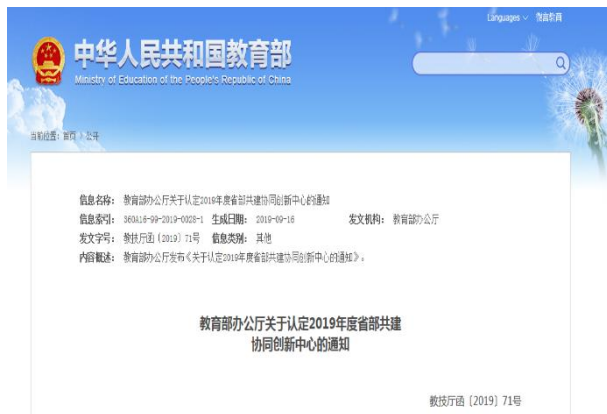 Languages 微言教育
中华人民共和国教育部
Ministry of Education of the People's Republic of China
当前位置: 首页 > 公开
信息名称: 教育部办公厅关于认定2019年度省部共建协同创新中心的通知
信息索引: 360A16-99-2019-0028-1 生成日期: 2019-09-16 发文机构: 教育部办公厅
发文字号: 教技厅函〔2019〕71号 信息类别: 其他
内容概述: 教育部办公厅发布《关于认定2019年度省部共建协同创新中心的通知》。
教育部办公厅关于认定2019年度省部共建
协同创新中心的通知
教技厅函〔2019〕71号